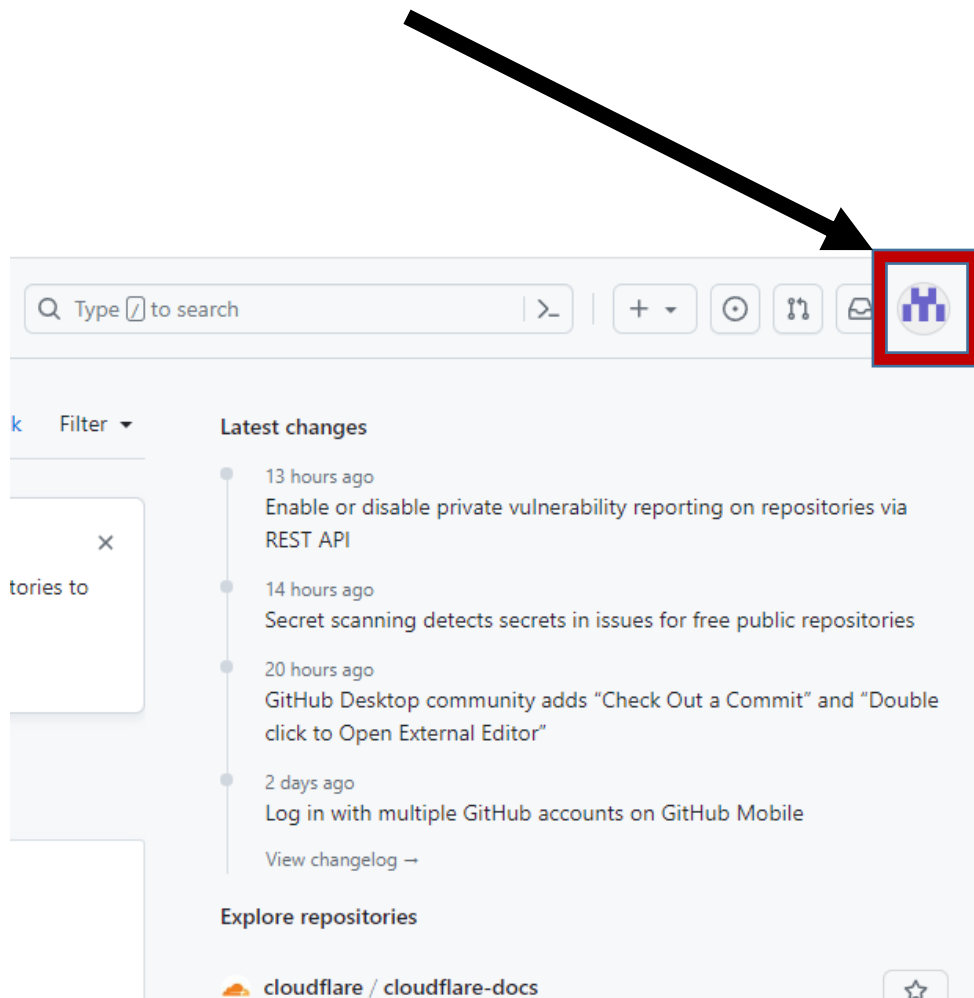 Type / to search
k Filter
Latest changes
13 hours ago
Enable or disable private vulnerability reporting on repositories via
REST API
tories to
14 hours ago
Secret scanning detects secrets in issues for free public repositories
20 hours ago
GitHub Desktop community adds “Check Out a Commit” and “Double
click to Open External Editor”
2 days ago
Log in with multiple GitHub accounts on GitHub Mobile
View changelog →
Explore repositories
cloudflare / cloudflare-docs